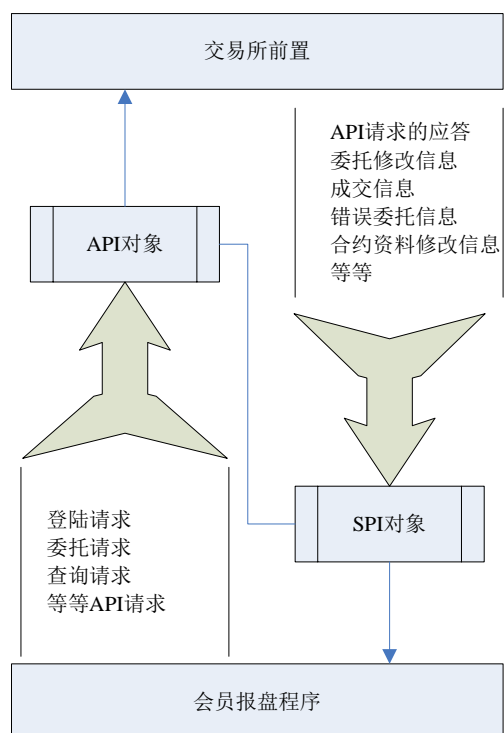 交易所前置
API请求的应答
委托修改信息
成交信息
错误委托信息
合约资料修改信息
等等
API对象
SPI对象
登陆请求
委托请求
查询请求
等等API请求
会员报盘程序